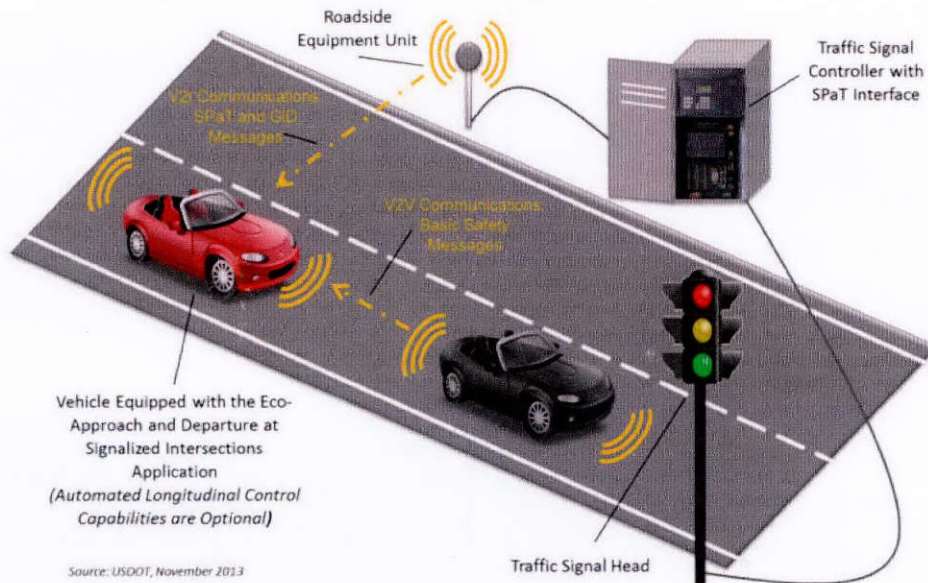 Roadside
Equipment Unit
Traffic Signal
Controller with
SPaT Interface
V2I Communications:
SPaT and GID
Messages
V2V Communications:
Basic Safety
Messages
Vehicle Equipped with the Eco-
Approach and Departure at
Signalized Intersections
Application
(Automated Longitudinal Control
Capabilities are Optional)
Traffic Signal Head
Source: USDOT, November 2013